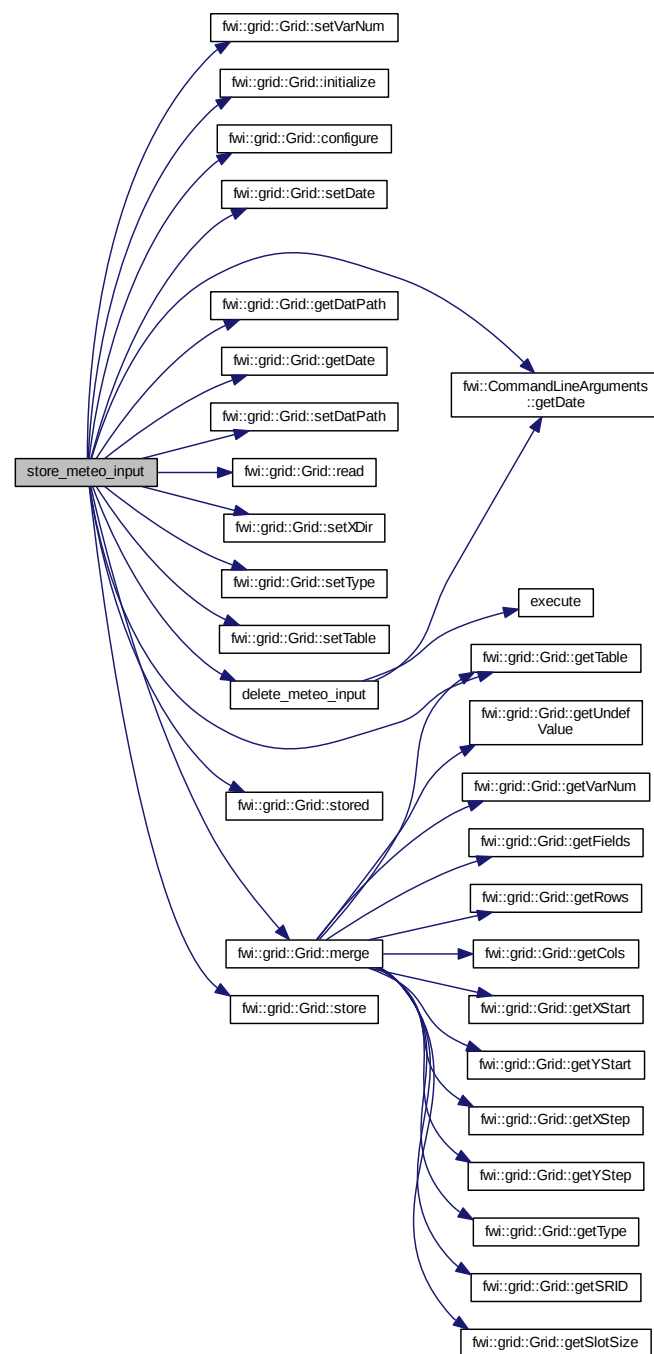 fwi::grid::Grid::setVarNum
fwi::grid::Grid::initialize
fwi::grid::Grid::configure
fwi::grid::Grid::setDate
fwi::grid::Grid::getDatPath
fwi::grid::Grid::getDate
fwi::CommandLineArguments
::getDate
fwi::grid::Grid::setDatPath
store_meteo_input
fwi::grid::Grid::read
fwi::grid::Grid::setXDir
fwi::grid::Grid::setType
execute
fwi::grid::Grid::setTable
fwi::grid::Grid::getTable
delete_meteo_input
fwi::grid::Grid::getUndef
Value
fwi::grid::Grid::getVarNum
fwi::grid::Grid::stored
fwi::grid::Grid::getFields
fwi::grid::Grid::getRows
fwi::grid::Grid::merge
fwi::grid::Grid::getCols
fwi::grid::Grid::store
fwi::grid::Grid::getXStart
fwi::grid::Grid::getYStart
fwi::grid::Grid::getXStep
fwi::grid::Grid::getYStep
fwi::grid::Grid::getType
fwi::grid::Grid::getSRID
fwi::grid::Grid::getSlotSize